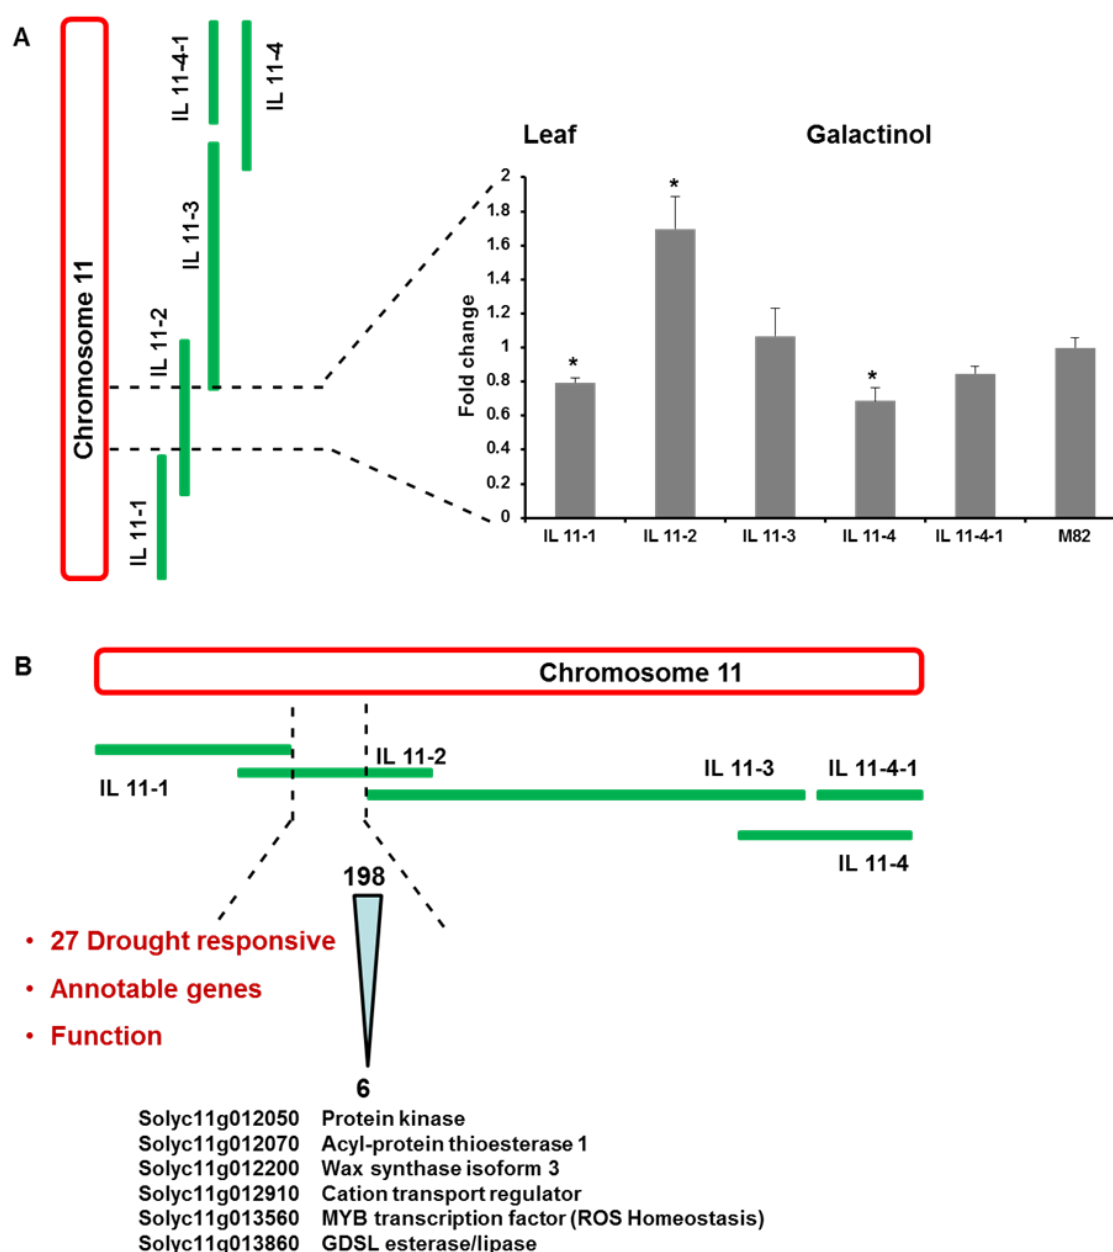 A
Chromosome 11
IL 11-1
IL 11-2
IL 11-3
IL 11-4-1
IL 11-4
Leaf
Galactinol
Fold change
2
1.8
1.6
1.4
1.2
1
0.8
0.6
0.4
0.2
0
*
*
*
IL 11-1
IL 11-2
IL 11-3
IL 11-4
IL 11-4-1
M82
B
Chromosome 11
IL 11-1
IL 11-2
IL 11-3
IL 11-4-1
IL 11-4
198
• 27 Drought responsive
• Annotable genes
• Function
6
Solyc11g012050 Protein kinase
Solyc11g012070 Acyl-protein thioesterase 1
Solyc11g012200 Wax synthase isoform 3
Solyc11g012910 Cation transport regulator
Solyc11g013560 MYB transcription factor (ROS Homeostasis)
Solyc11g013860 GDSL esterase/lipase